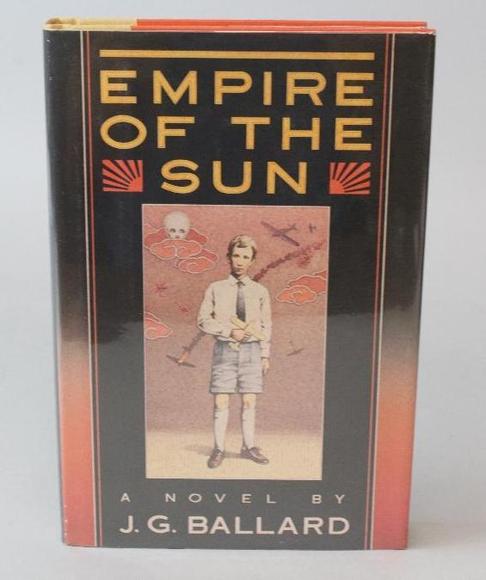 EMPIRE
OF THE
SUN
A NOVEL BY
J. G. BALLARD